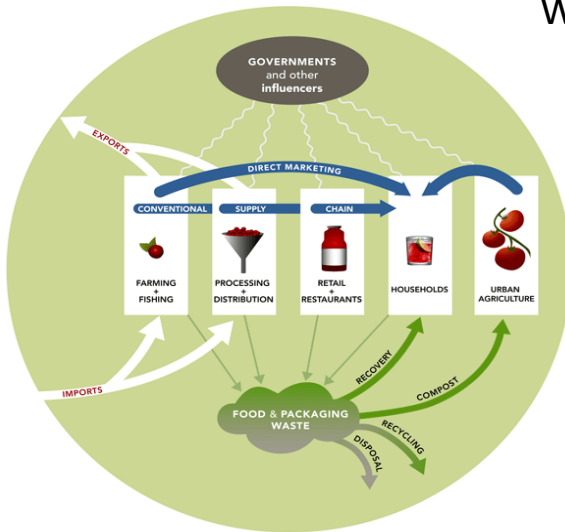 W
GOVERNMENTS
and other
influencers
EXPORTS
DIRECT MARKETING
CONVENTIONAL SUPPLY CHAIN
FARMING
+
FISHING
PROCESSING
+
DISTRIBUTION
RETAIL
+
RESTAURANTS
HOUSEHOLDS
URBAN
AGRICULTURE
IMPORTS
RECOVERY
COMPOST
FOOD & PACKAGING
WASTE
RECYCLING
DISPOSAL